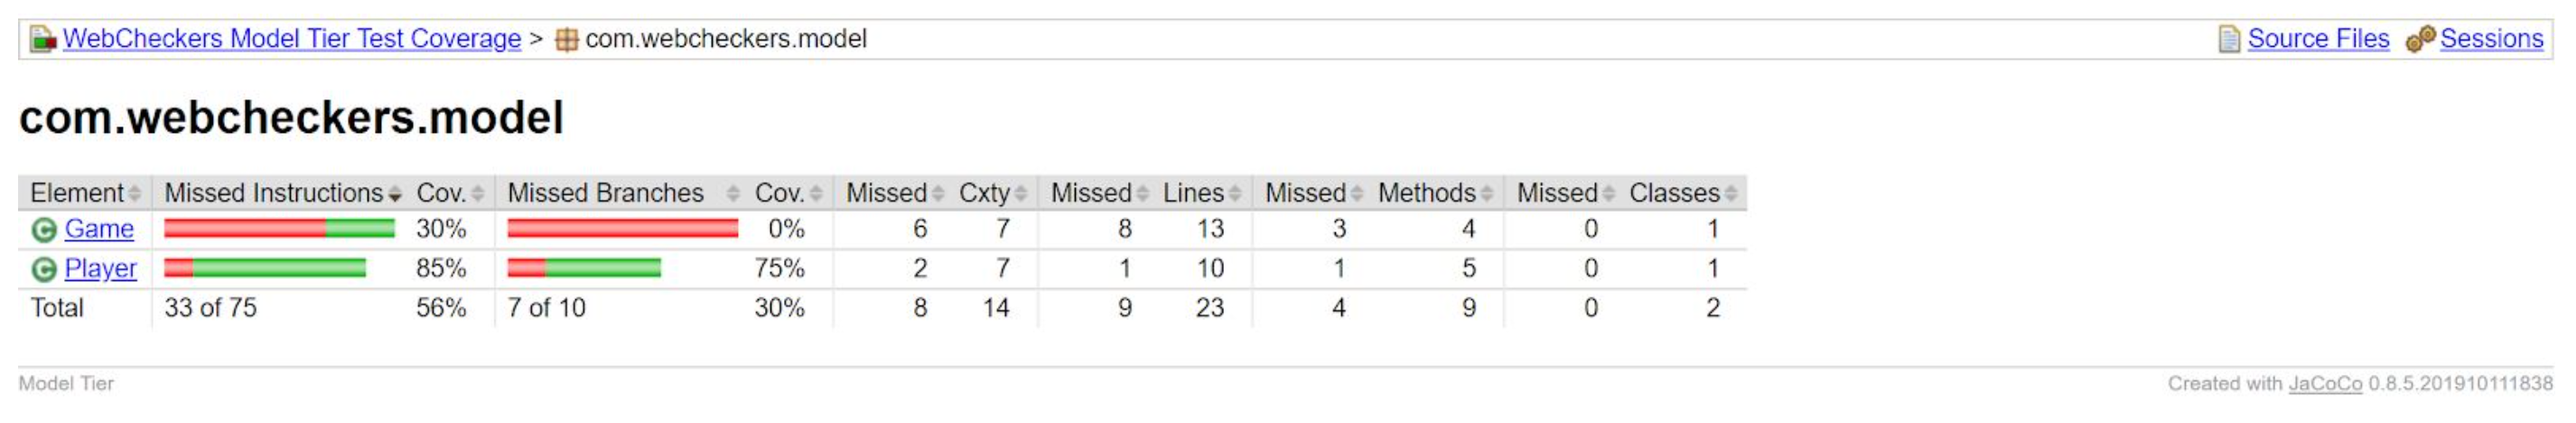 WebCheckers Model Tier Test Coverage > com.webcheckers.model Source Files Sessions
com.webcheckers.model
Element Missed Instructions Cov. Missed Branches Cov. Missed Cxty Missed Lines Missed Methods Missed Classes
C Game 30% 0% 6 7 8 13 3 4 0 1
C Player 85% 75% 2 7 1 10 1 5 0 1
Total 33 of 75 56% 7 of 10 30% 8 14 9 23 4 9 0 2
Model Tier Created with JaCoCo 0.8.5.201910111838